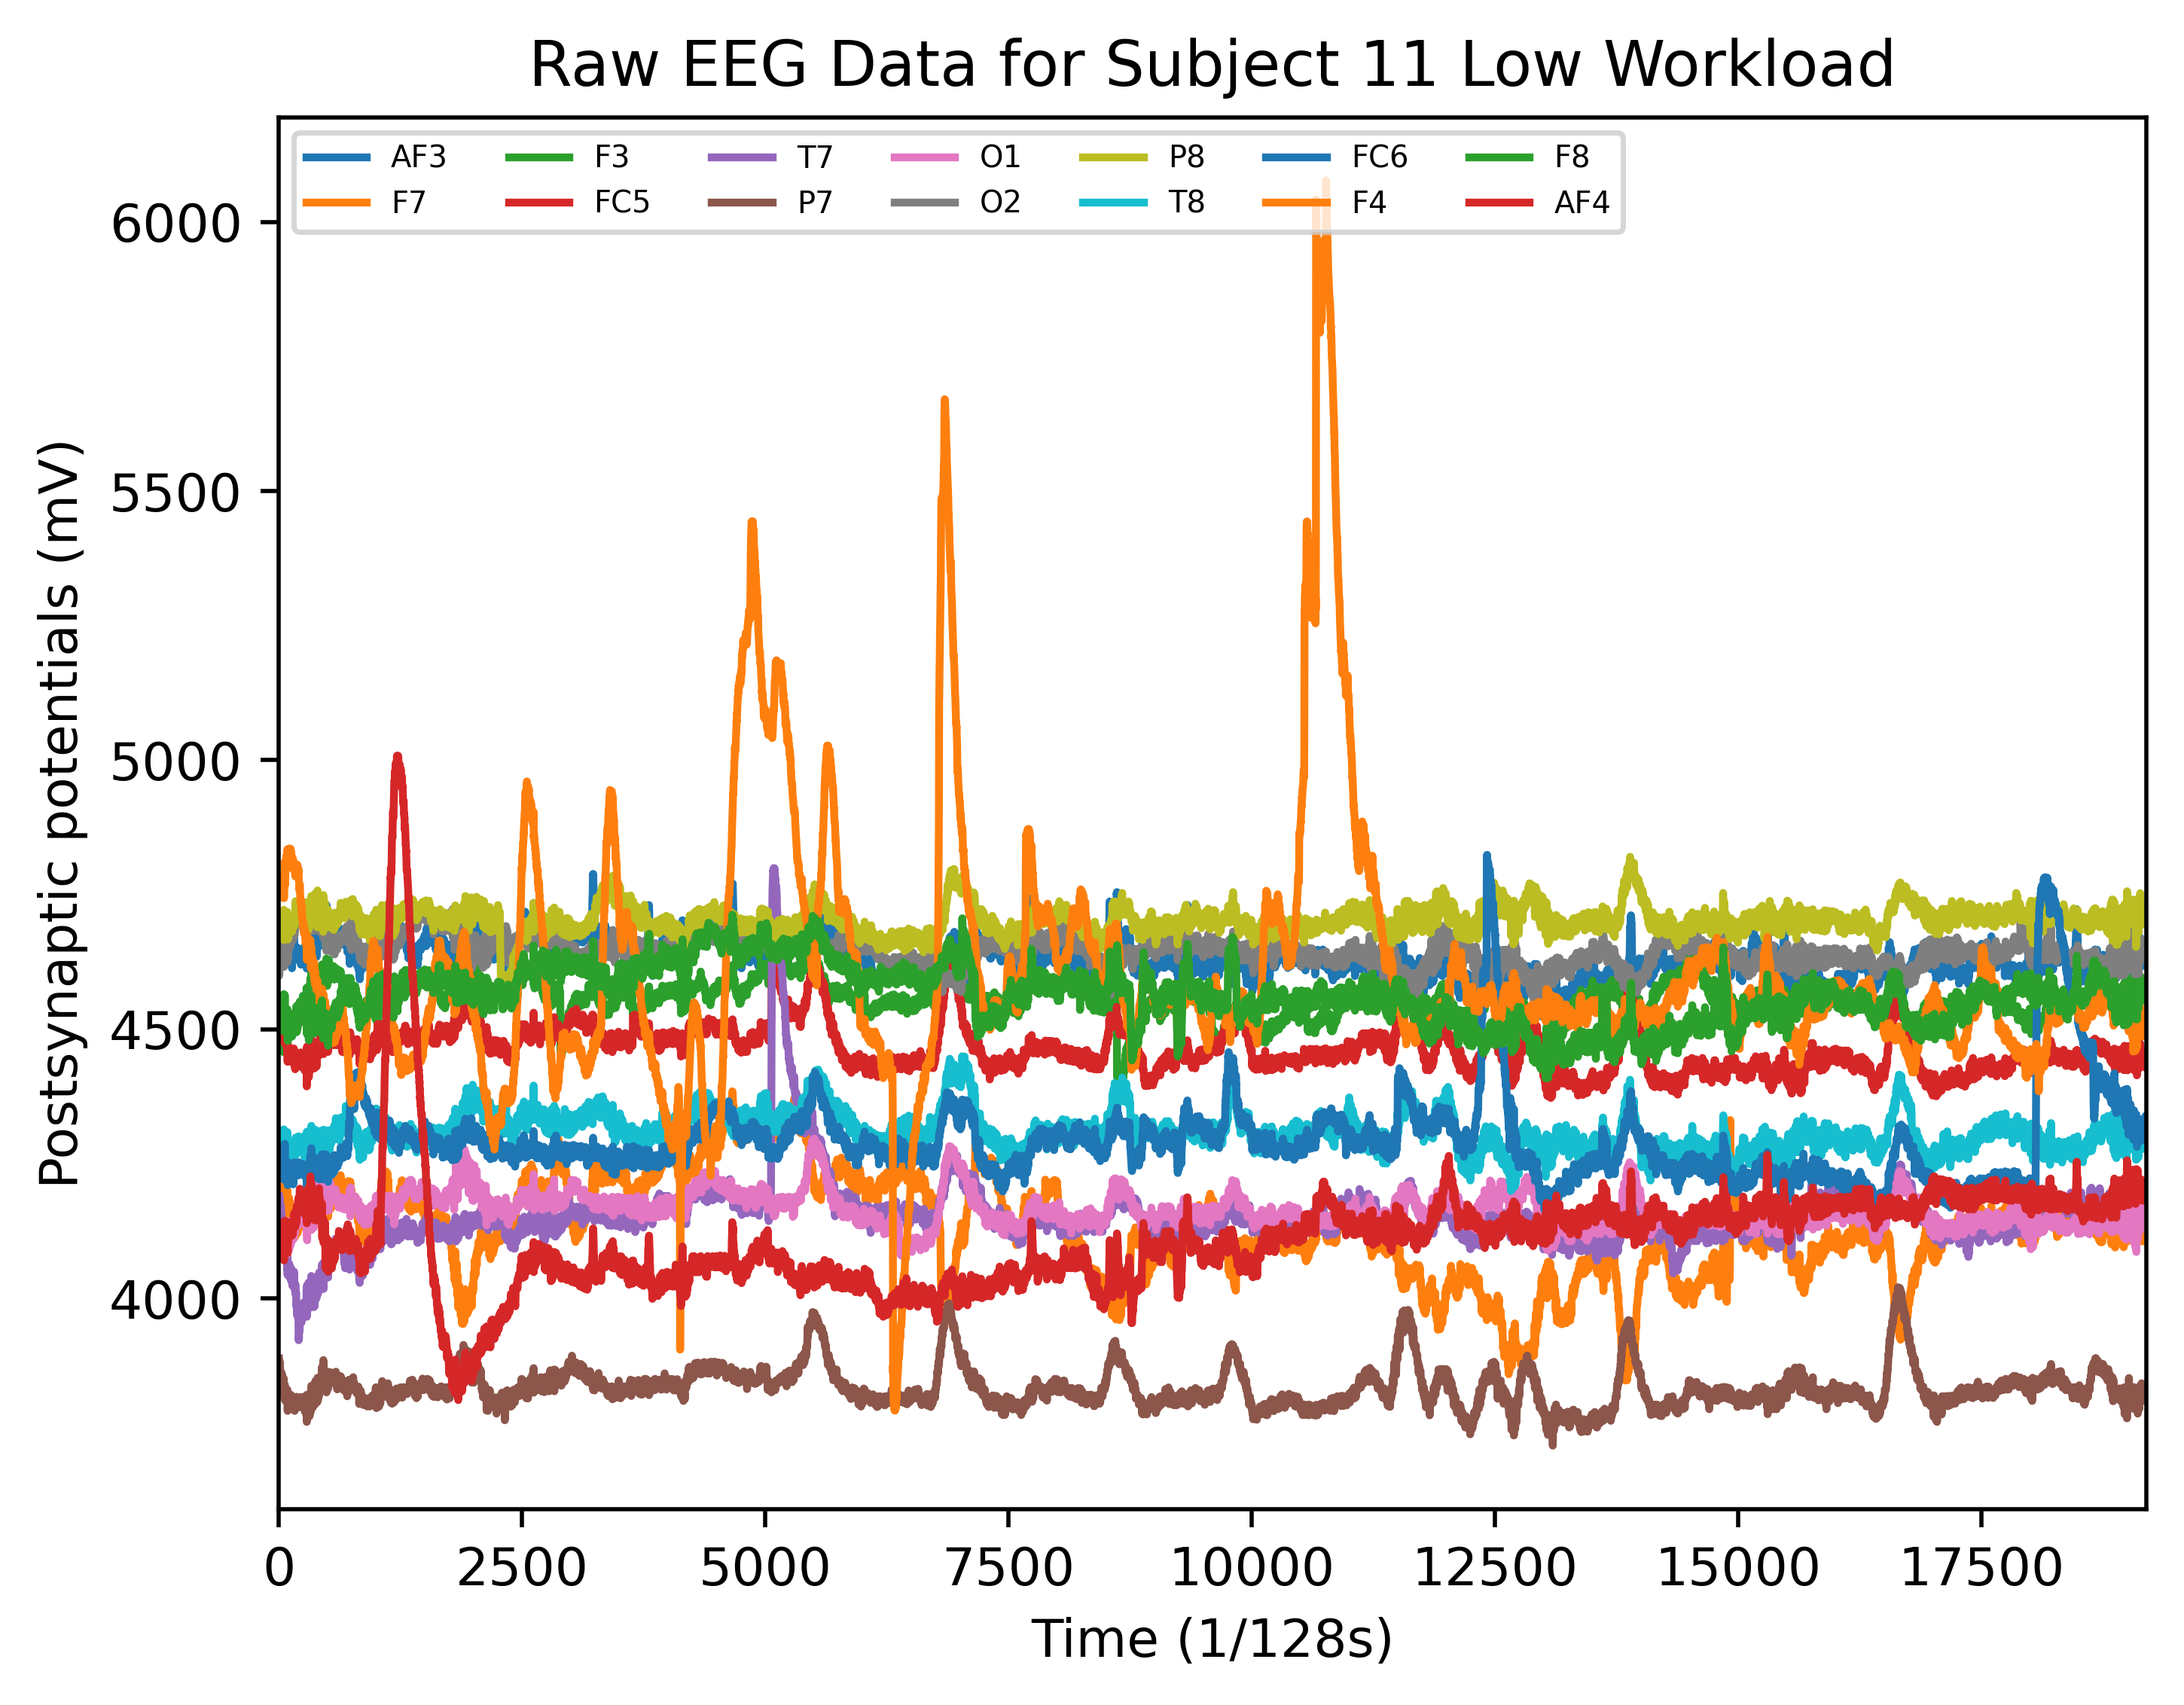 Raw EEG Data for Subject 11 Low Workload
AF3 F3 T7 O1 P8 FC6 F8
F7 FC5 P7 O2 T8 F4 AF4
6000
5500
5000
4500
4000
Postsynaptic potentials (mV)
0 2500 5000 7500 10000 12500 15000 17500
Time (1/128s)